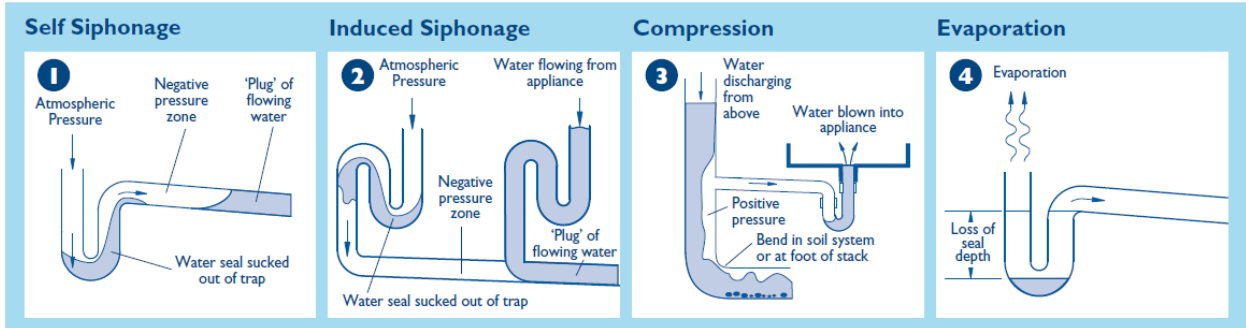 Self Siphonage
Induced Siphonage
Compression
Evaporation
1
Atmospheric
Pressure
Negative
pressure
zone
‘Plug’ of
flowing
water
Water seal sucked
out of trap
2
Atmospheric
Pressure
Water flowing from
appliance
Negative
pressure
zone
‘Plug’ of
flowing water
Water seal sucked out of trap
3
Water
discharging
from
above
Water blown into
appliance
Positive
pressure
Bend in soil system
or at foot of stack
4
Evaporation
Loss of
seal
depth